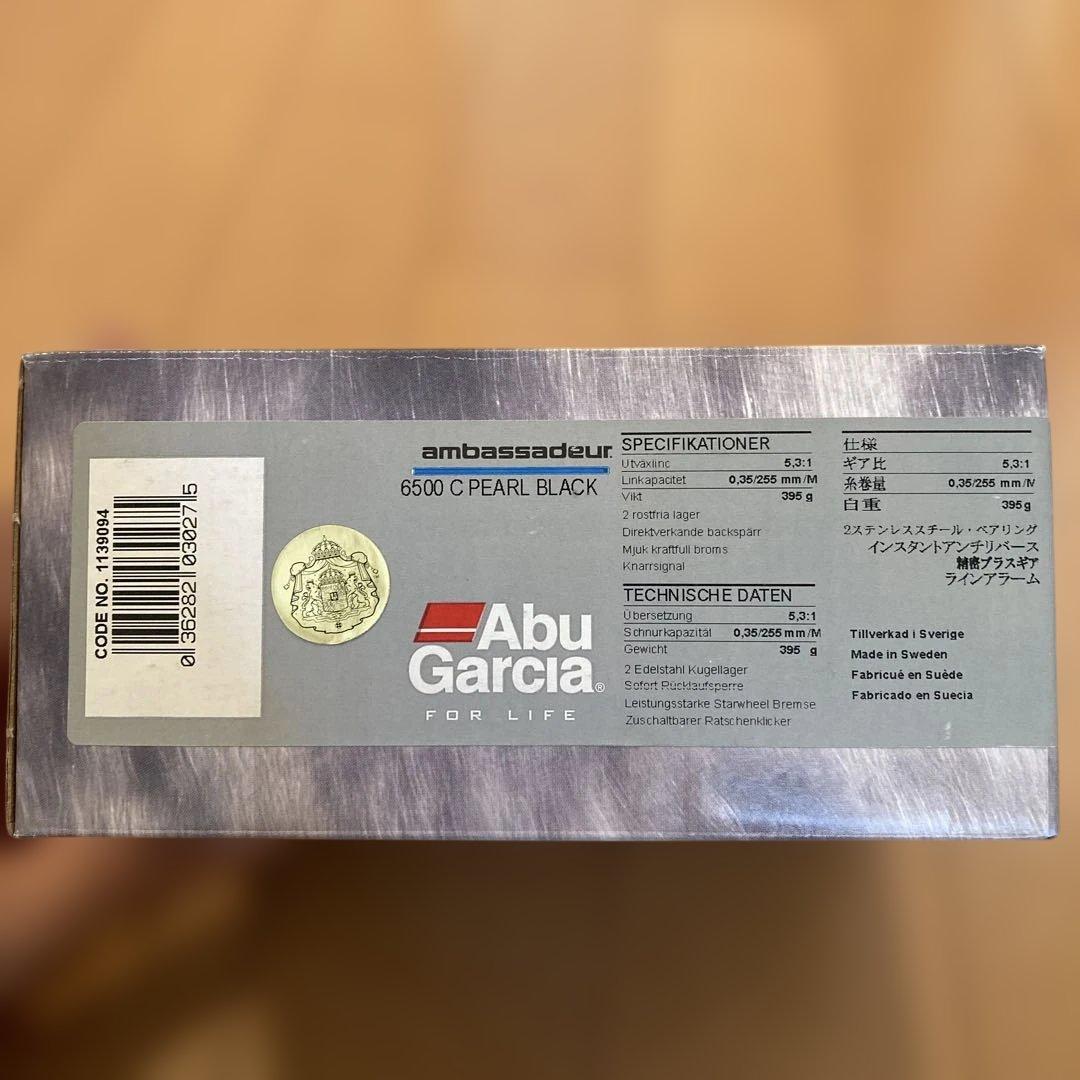 CODE NO. 1139094
0 36282 03027 5
ambassadeur
6500 C PEARL BLACK
Abu
Garcia®
FOR LIFE
SPECIFIKATIONER
Utväxlinc 5,3:1
Linkapacitet 0,35/255 mm/M
Vikt 395 g
2 rostfria lager
Direktverkande backspärr
Mjuk kraftfull broms
Knarrsignal
TECHNISCHE DATEN
Übersetzung 5,3:1
Schnurkapazität 0,35/255 mm/M
Gewicht 395 g
2 Edelstahl Kugellager
Sofort Rücklaufsperre
Leistungsstarke Starwheel Bremse
Zuschaltbarer Ratschenklicker
仕様
ギア比 5,3:1
糸巻量 0,35/255 mm/M
自重 395g
2ステンレススチール・ベアリング
インスタントアンチリバース
精密ブラスギア
ラインアラーム
Tillverkad i Sverige
Made in Sweden
Fabricué en Suède
Fabricado en Suecia